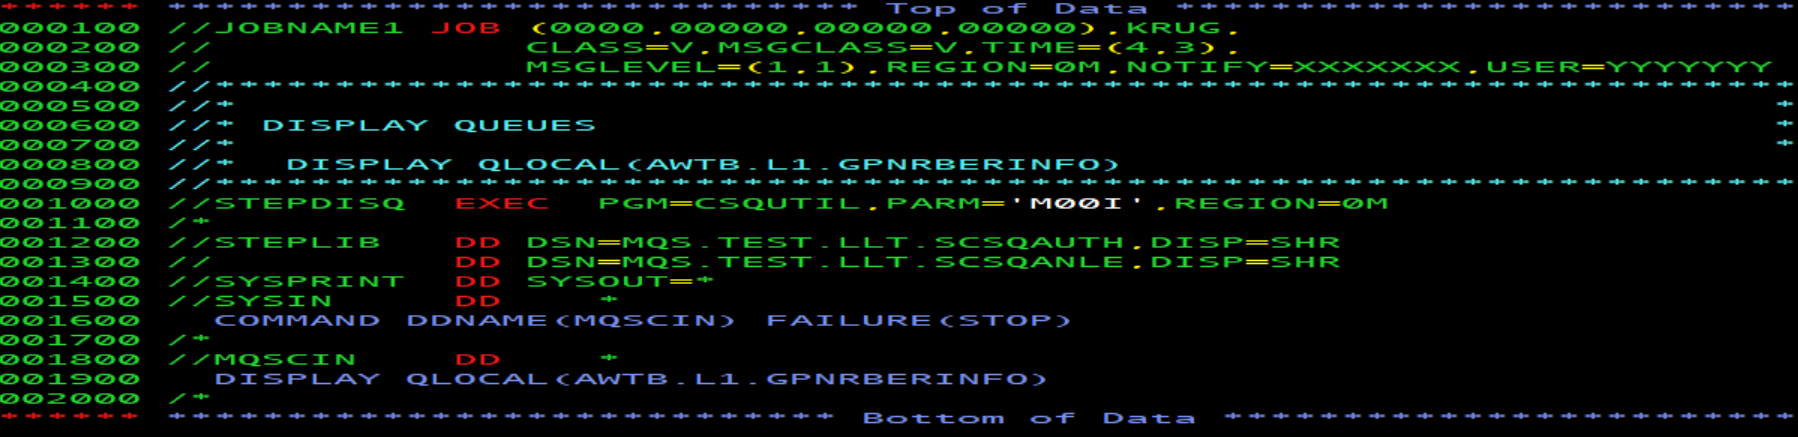 ****** ***************************** Top of Data **************************
000100 //JOBNAME1 JOB (0000,00000,00000,00000),KRUG,
000200 //             CLASS=V,MSGCLASS=V,TIME=(4,3),
000300 //             MSGLEVEL=(1,1),REGION=0M,NOTIFY=XXXXXXX,USER=YYYYYYY
000400 //******************************************************************
000500 //*                                                                *
000600 //* DISPLAY QUEUES                                                 *
000700 //*                                                                *
000800 //*  DISPLAY QLOCAL(AWTB.L1.GPNRBERINFO)
000900 //******************************************************************
001000 //STEPDISQ  EXEC  PGM=CSQUTIL,PARM='M00I',REGION=0M
001100 /*
001200 //STEPLIB   DD DSN=MQS.TEST.LLT.SCSQAUTH,DISP=SHR
001300 //          DD DSN=MQS.TEST.LLT.SCSQANLE,DISP=SHR
001400 //SYSPRINT  DD SYSOUT=*
001500 //SYSIN     DD    *
001600   COMMAND DDNAME(MQSCIN) FAILURE(STOP)
001700 /*
001800 //MQSCIN    DD    *
001900   DISPLAY QLOCAL(AWTB.L1.GPNRBERINFO)
002000 /*
****** **************************** Bottom of Data ************************